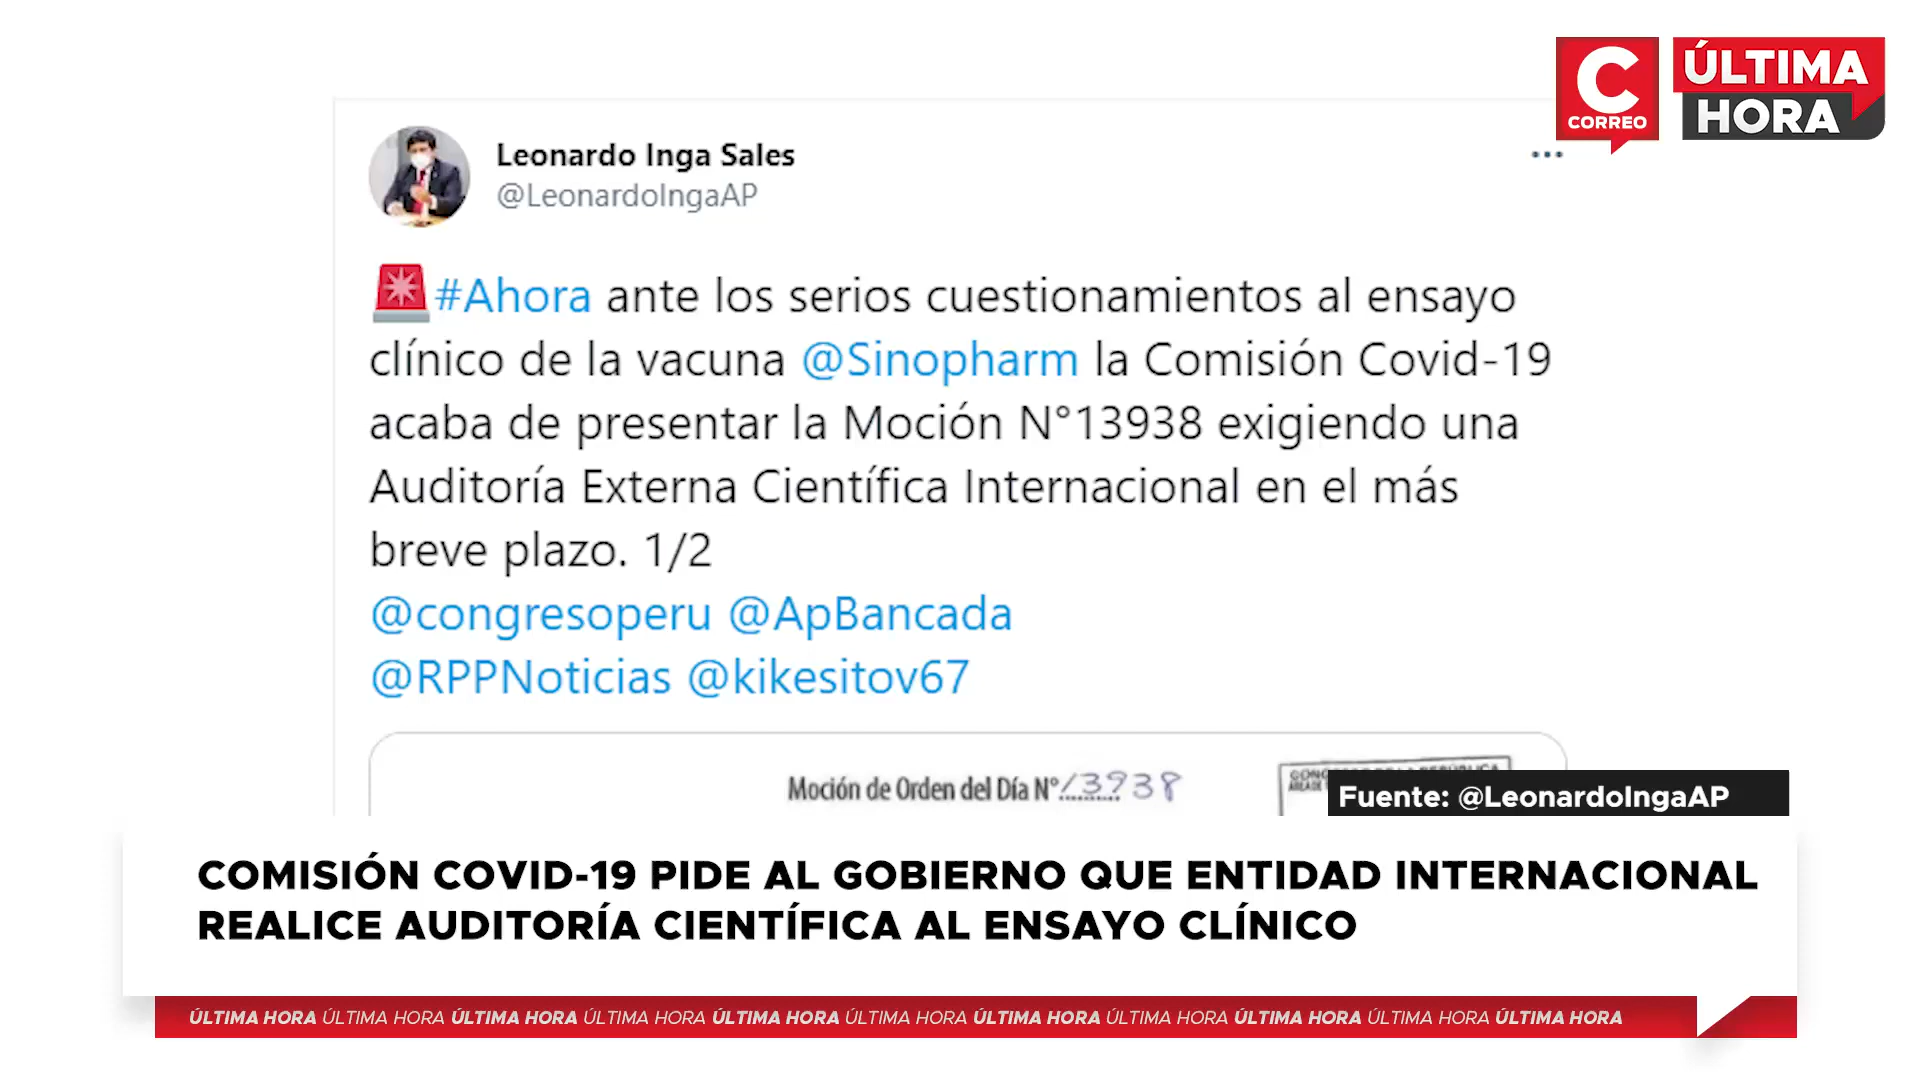 C
CORREO
ÚLTIMA
HORA
Leonardo Inga Sales
@LeonardoIngaAP
#Ahora ante los serios cuestionamientos al ensayo
clínico de la vacuna @Sinopharm la Comisión Covid-19
acaba de presentar la Moción N°13938 exigiendo una
Auditoría Externa Científica Internacional en el más
breve plazo. 1/2
@congresoperu @ApBancada
@RPPNoticias @kikesitov67
Moción de Orden del Día N° 13938
Fuente: @LeonardoIngaAP
COMISIÓN COVID-19 PIDE AL GOBIERNO QUE ENTIDAD INTERNACIONAL
REALICE AUDITORÍA CIENTÍFICA AL ENSAYO CLÍNICO
ÚLTIMA HORA ÚLTIMA HORA ÚLTIMA HORA ÚLTIMA HORA ÚLTIMA HORA ÚLTIMA HORA ÚLTIMA HORA ÚLTIMA HORA ÚLTIMA HORA ÚLTIMA HORA ÚLTIMA HORA